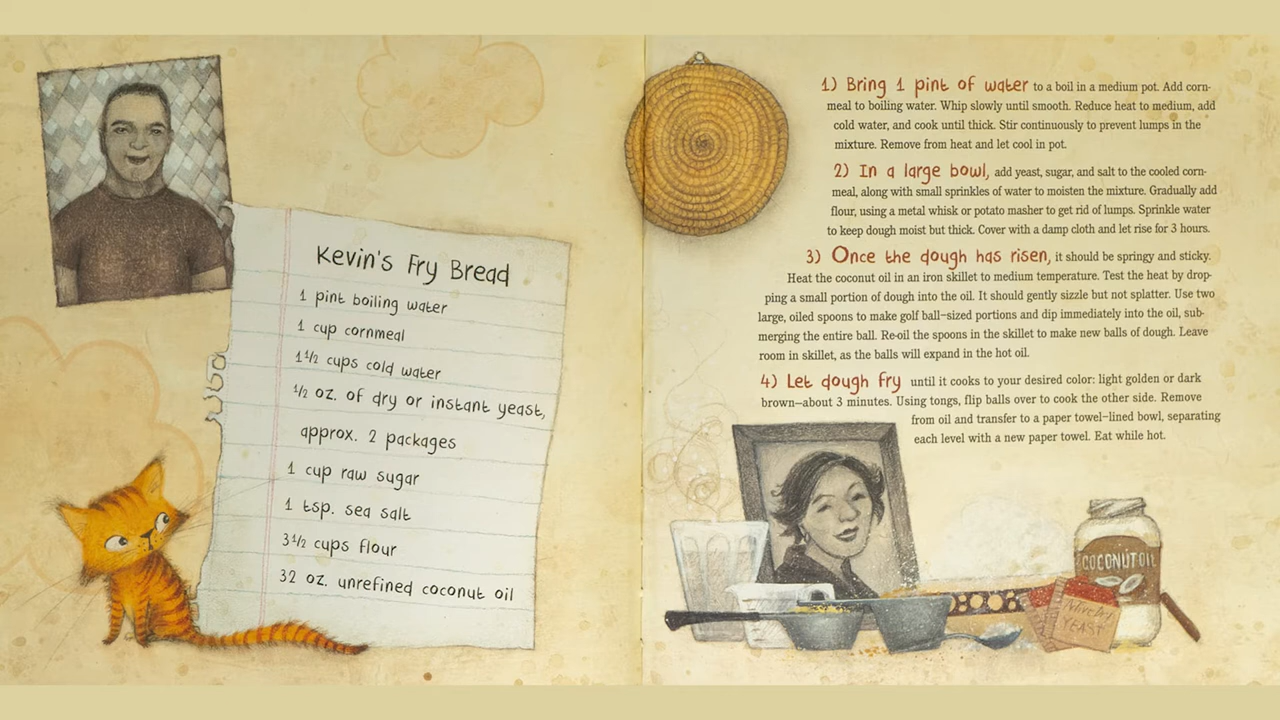 Kevin's Fry Bread
1 pint boiling water
1 cup cornmeal
1 1/2 cups cold water
1/2 oz. of dry or instant yeast,
approx. 2 packages
1 cup raw sugar
1 tsp. sea salt
3 1/2 cups flour
32 oz. unrefined coconut oil
1) Bring 1 pint of water to a boil in a medium pot. Add corn-
meal to boiling water. Whip slowly until smooth. Reduce heat to medium, add
cold water, and cook until thick. Stir continuously to prevent lumps in the
mixture. Remove from heat and let cool in pot.
2) In a large bowl, add yeast, sugar, and salt to the cooled corn-
meal, along with small sprinkles of water to moisten the mixture. Gradually add
flour, using a metal whisk or potato masher to get rid of lumps. Sprinkle water
to keep dough moist but thick. Cover with a damp cloth and let rise for 3 hours.
3) Once the dough has risen, it should be springy and sticky.
Heat the coconut oil in an iron skillet to medium temperature. Test the heat by drop-
ping a small portion of dough into the oil. It should gently sizzle but not splatter. Use two
large, oiled spoons to make golf ball–sized portions and dip immediately into the oil, sub-
merging the entire ball. Re-oil the spoons in the skillet to make new balls of dough. Leave
room in skillet, as the balls will expand in the hot oil.
4) Let dough fry until it cooks to your desired color: light golden or dark
brown—about 3 minutes. Using tongs, flip balls over to cook the other side. Remove
from oil and transfer to a paper towel–lined bowl, separating
each level with a new paper towel. Eat while hot.
COCONUT OIL
Active Dry
YEAST